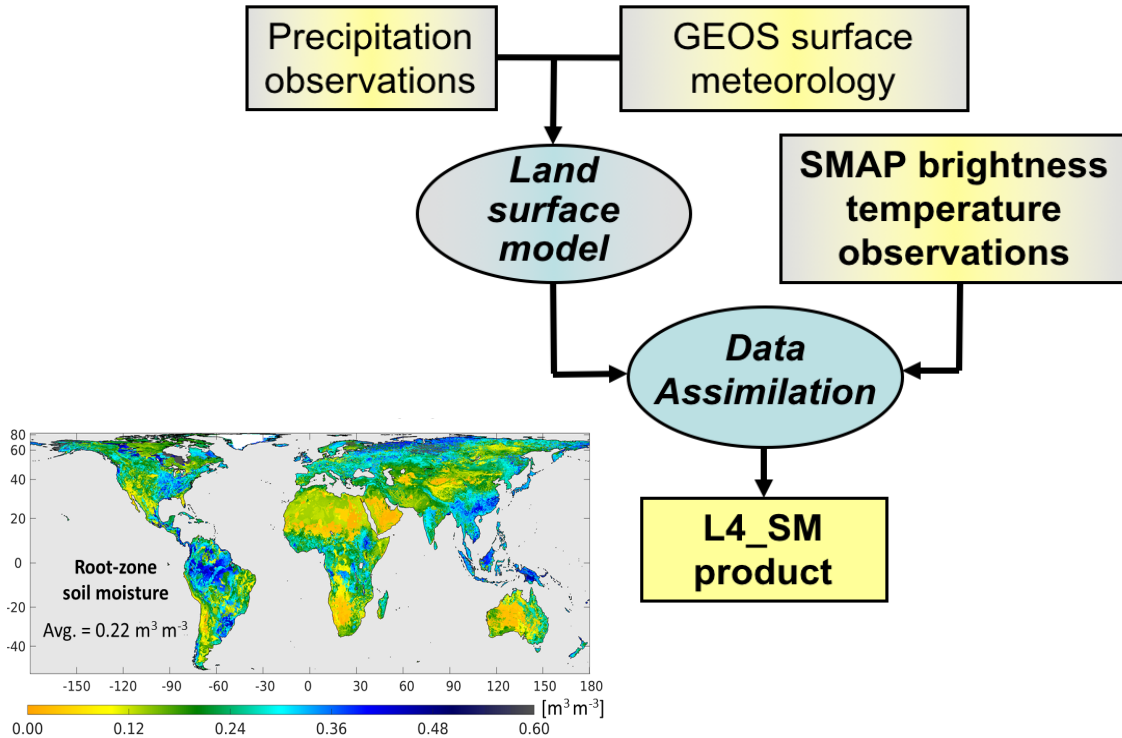 Precipitation
observations
GEOS surface
meteorology
Land
surface
model
SMAP brightness
temperature
observations
Data
Assimilation
L4_SM
product
80
60
40
20
0
-20
-40
Root-zone
soil moisture
Avg. = 0.22 m³ m⁻³
-150 -120 -90 -60 -30 0 30 60 90 120 150 180
[m³ m⁻³]
0.00 0.12 0.24 0.36 0.48 0.60